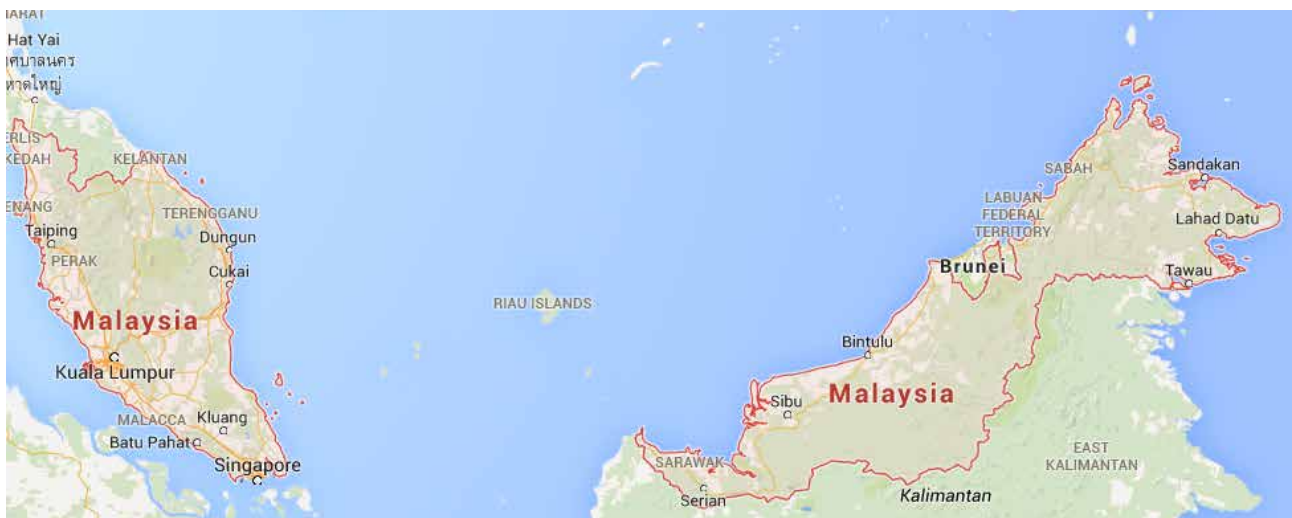 Hat Yai
เทศบาลนคร
หาดใหญ่
KEDAH
KELANTAN
TERENGGANU
Taiping
PERAK
Dungun
Cukai
Malaysia
Kuala Lumpur
MALACCA
Kluang
Batu Pahat
Singapore
RIAU ISLANDS
SABAH
Sandakan
LABUAN
FEDERAL
TERRITORY
Lahad Datu
Brunei
Tawau
Bintulu
Malaysia
Sibu
SARAWAK
Serian
EAST
KALIMANTAN
Kalimantan